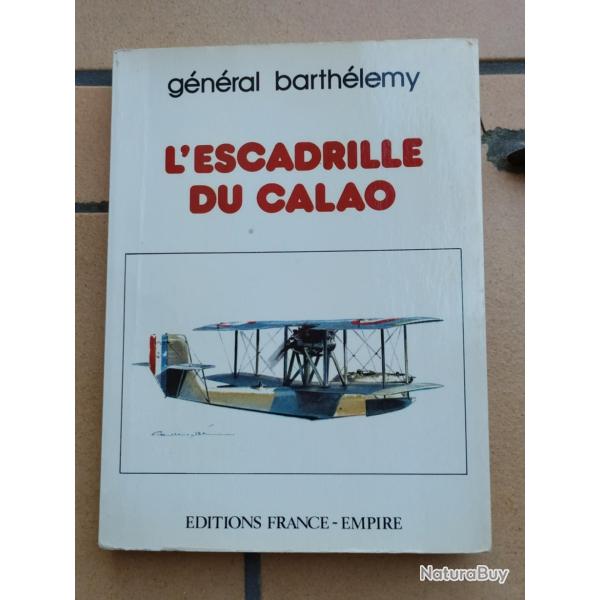 général barthélemy
L'ESCADRILLE
DU CALAO
EDITIONS FRANCE-EMPIRE
NaturaBuy